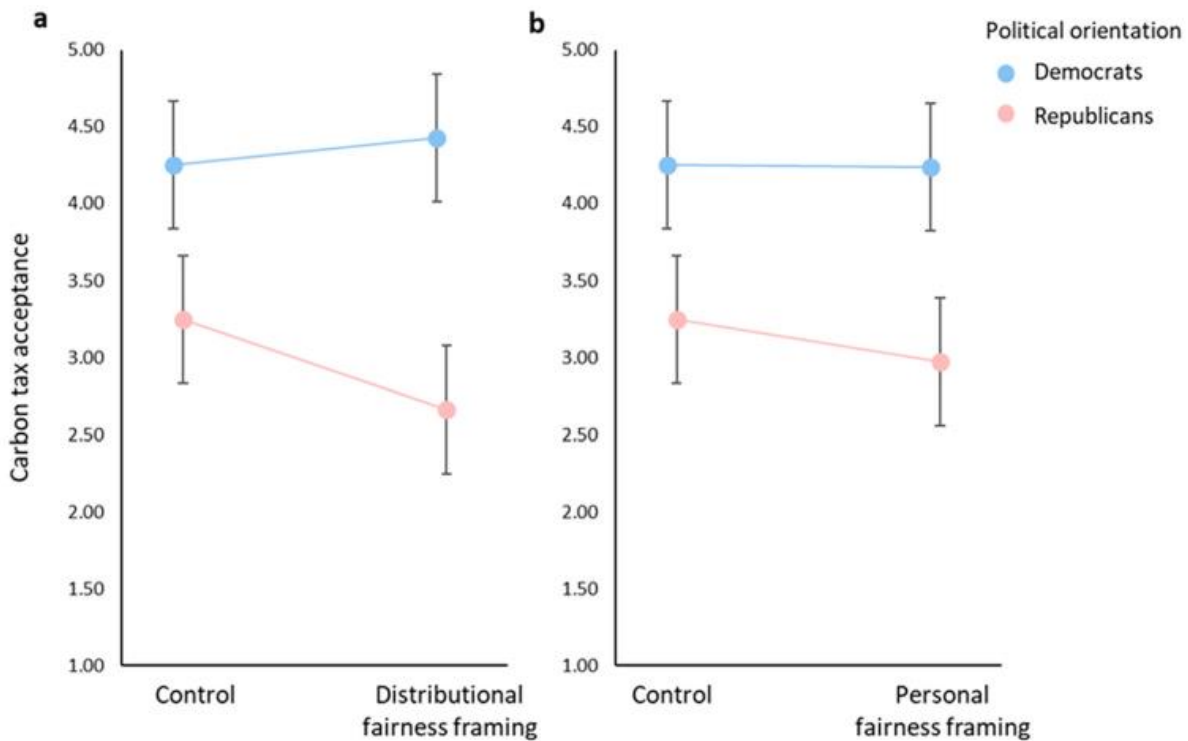 a
5.00
4.50
4.00
3.50
3.00
2.50
2.00
1.50
1.00
Carbon tax acceptance
Control
Distributional
fairness framing
b
5.00
4.50
4.00
3.50
3.00
2.50
2.00
1.50
1.00
Control
Personal
fairness framing
Political orientation
Democrats
Republicans